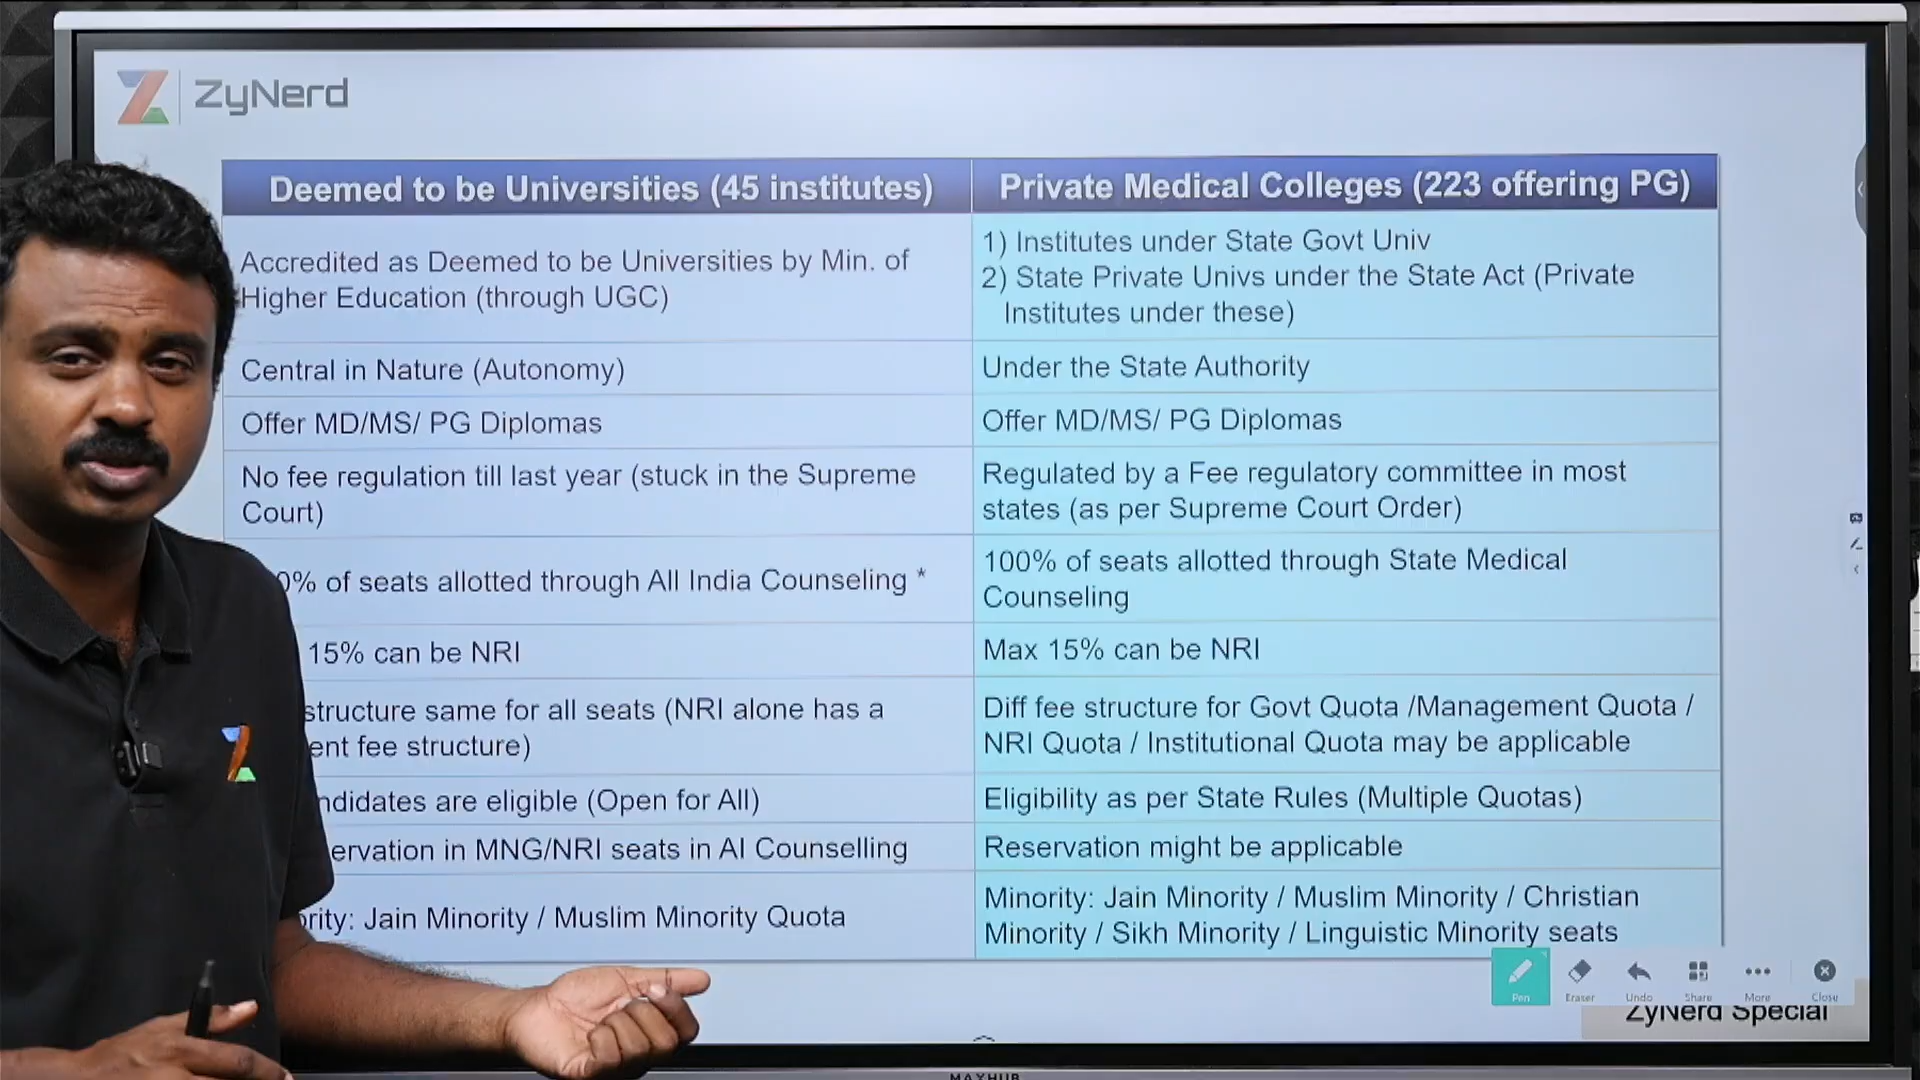 ZyNerd
Deemed to be Universities (45 institutes)
Private Medical Colleges (223 offering PG)
Accredited as Deemed to be Universities by Min. of
Higher Education (through UGC)
1) Institutes under State Govt Univ
2) State Private Univs under the State Act (Private
Institutes under these)
Central in Nature (Autonomy)
Under the State Authority
Offer MD/MS/ PG Diplomas
Offer MD/MS/ PG Diplomas
No fee regulation till last year (stuck in the Supreme
Court)
Regulated by a Fee regulatory committee in most
states (as per Supreme Court Order)
0% of seats allotted through All India Counseling *
100% of seats allotted through State Medical
Counseling
15% can be NRI
Max 15% can be NRI
structure same for all seats (NRI alone has a
ent fee structure)
Diff fee structure for Govt Quota /Management Quota /
NRI Quota / Institutional Quota may be applicable
ndidates are eligible (Open for All)
Eligibility as per State Rules (Multiple Quotas)
ervation in MNG/NRI seats in AI Counselling
Reservation might be applicable
ority: Jain Minority / Muslim Minority Quota
Minority: Jain Minority / Muslim Minority / Christian
Minority / Sikh Minority / Linguistic Minority seats
Pen
Eraser
Undo
Share
More
Close
ZyNerd Special
MAXHUB